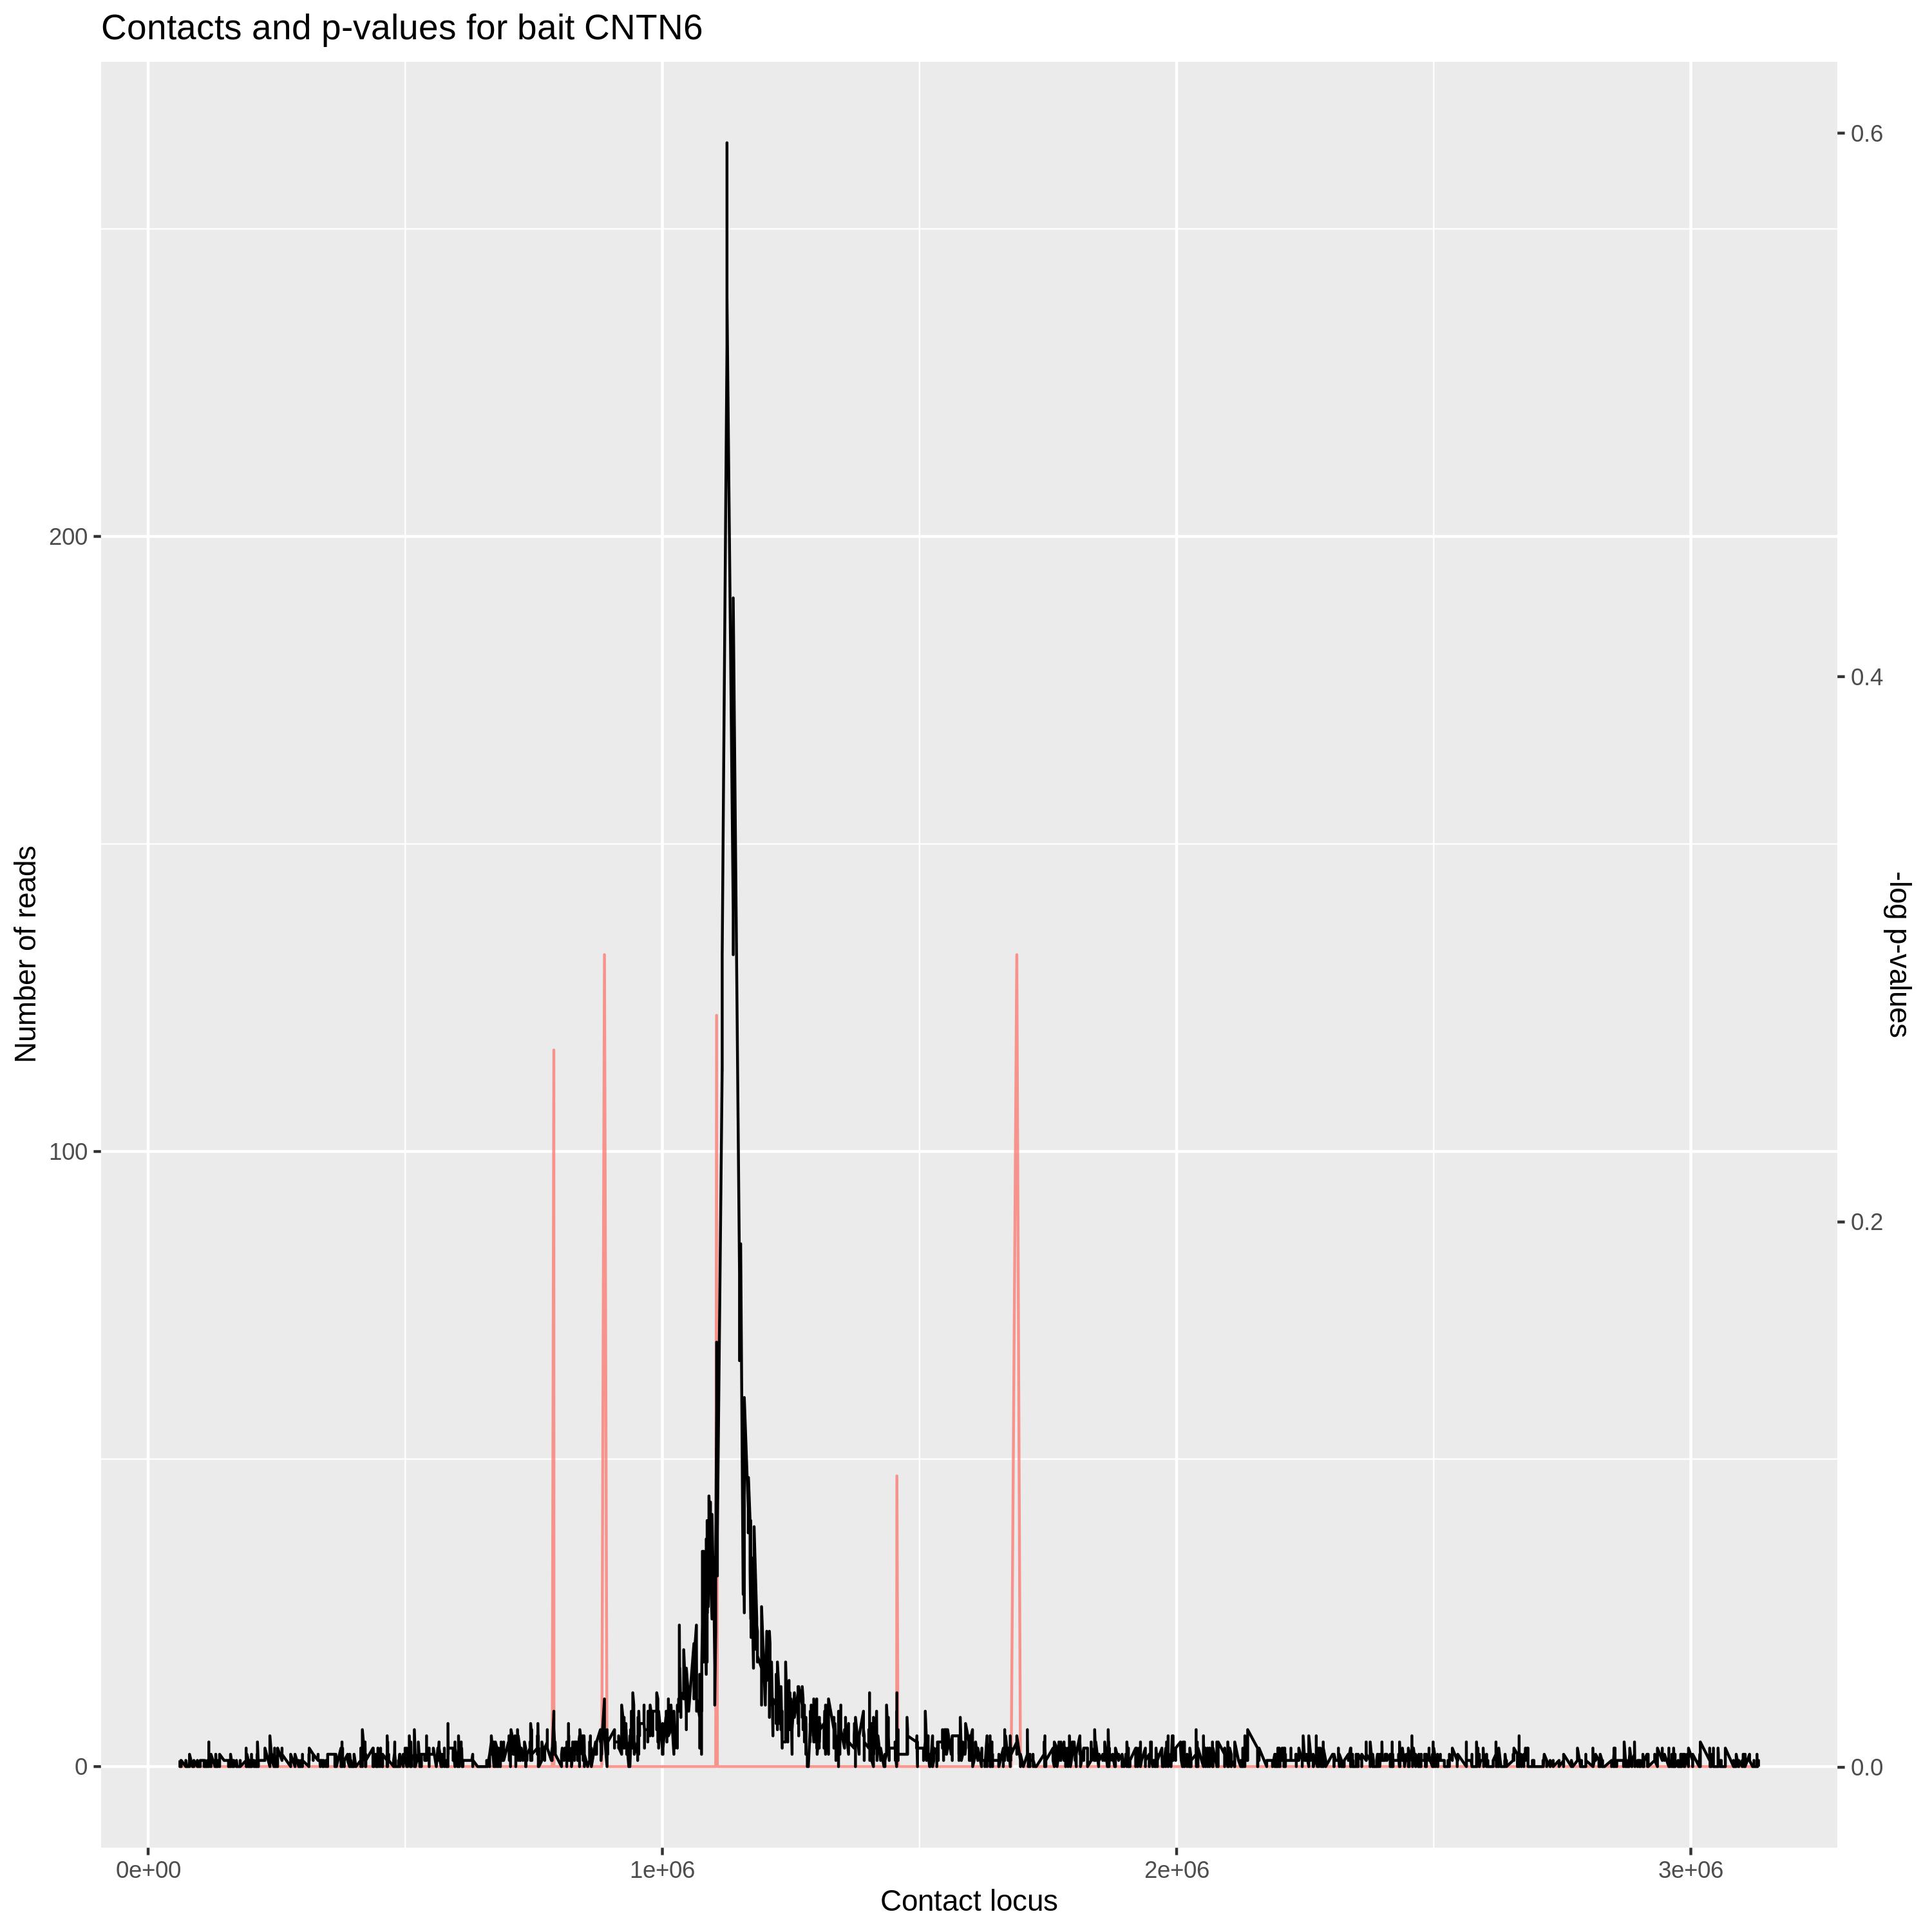 Contacts and p-values for bait CNTN6
Number of reads
200
100
0
0.6
0.4
0.2
0.0
-log p-values
0e+00 1e+06 2e+06 3e+06
Contact locus